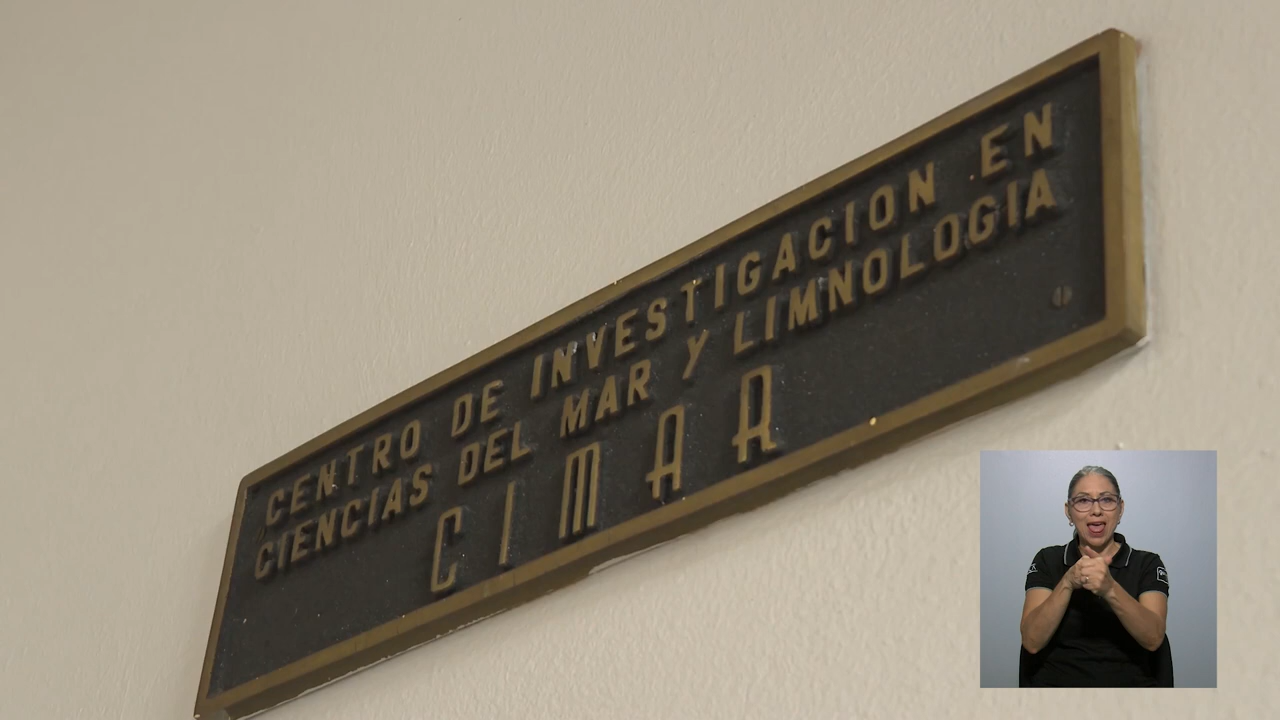 CENTRO DE INVESTIGACION EN
CIENCIAS DEL MAR Y LIMNOLOGIA
CIMAR